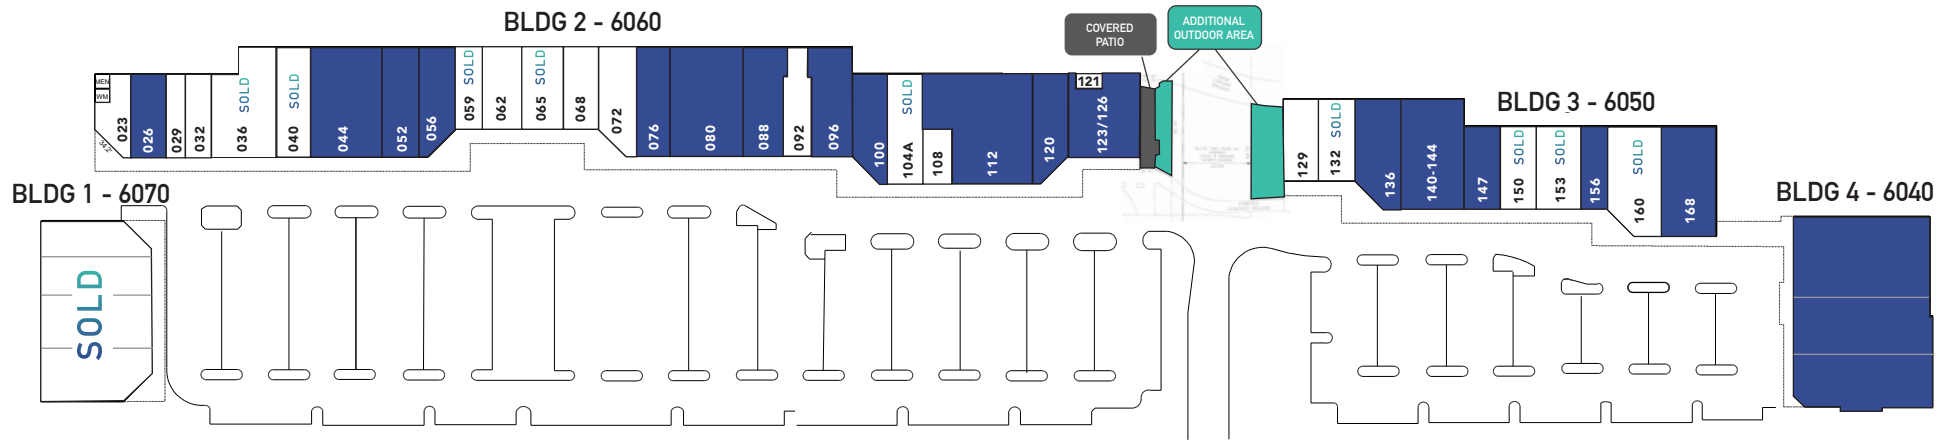 BLDG 2 - 6060
COVERED
PATIO
ADDITIONAL
OUTDOOR AREA
BLDG 3 - 6050
BLDG 1 - 6070
BLDG 4 - 6040
MEN
WM
34.2'
023
026
029
032
036 SOLD
040 SOLD
044
052
056
059 SOLD
062
065 SOLD
068
072
076
080
088
092
096
100
104A SOLD
108
112
120
121
123/126
129
132 SOLD
136
140-144
147
150 SOLD
153 SOLD
156
160 SOLD
168
SOLD